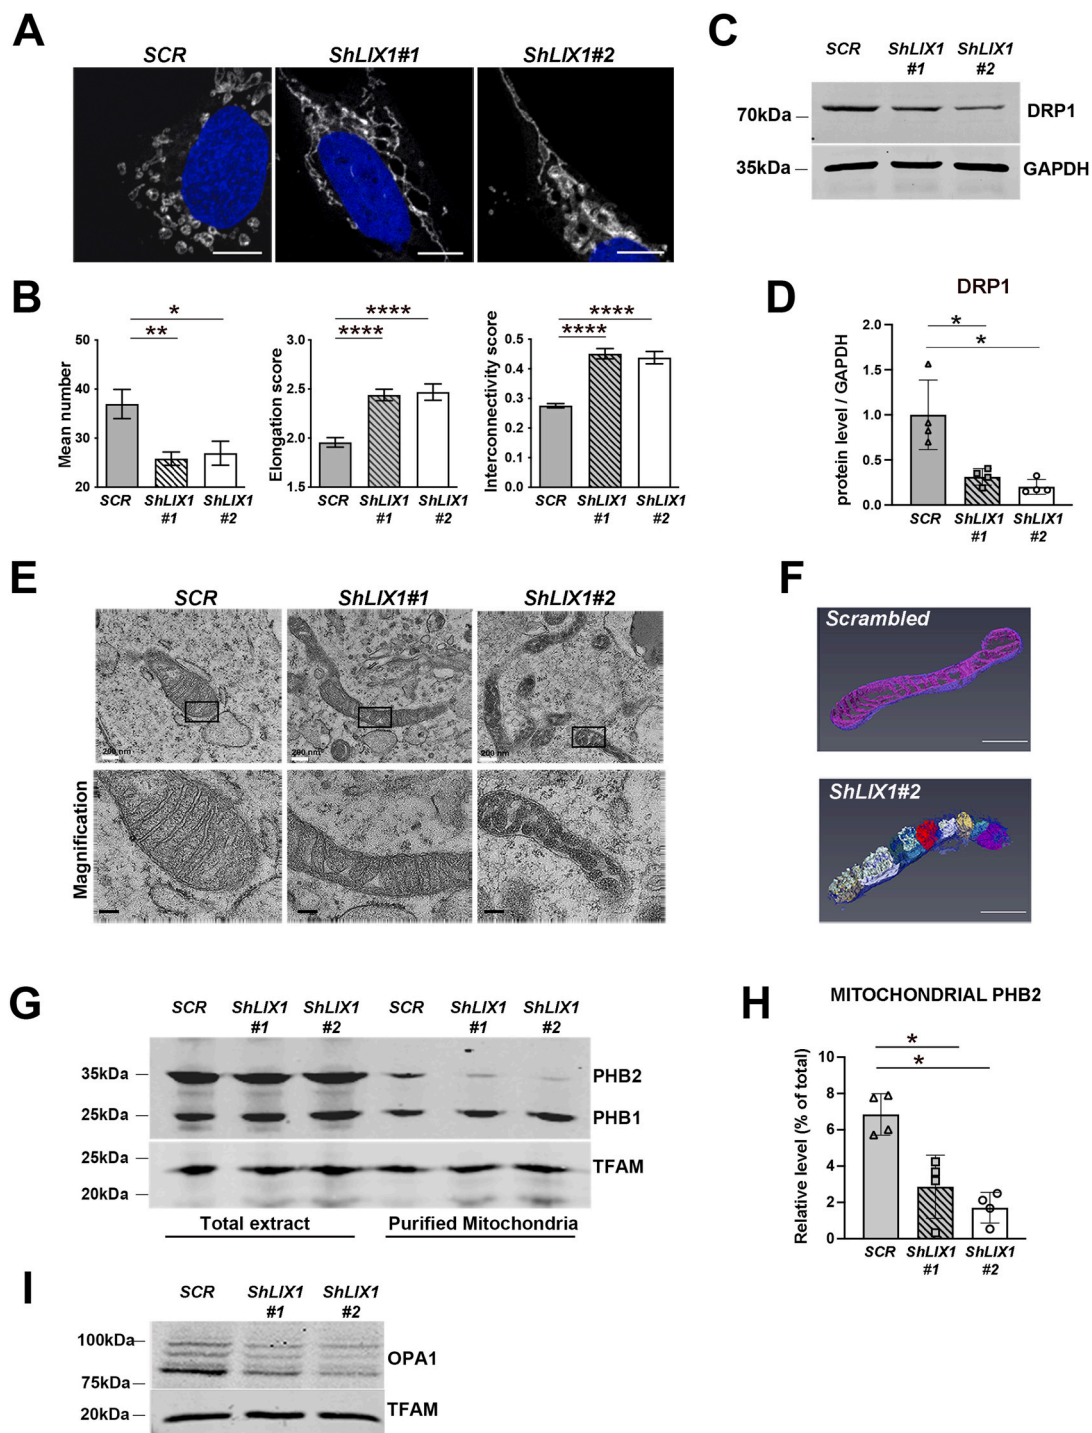 A
SCR
ShLIX1#1
ShLIX1#2
C
SCR
ShLIX1
#1
ShLIX1
#2
70kDa
DRP1
35kDa
GAPDH
B
Mean number
50
40
30
20
**
*
SCR
ShLIX1
#1
ShLIX1
#2
Elongation score
3.0
2.5
2.0
1.5
****
****
SCR
ShLIX1
#1
ShLIX1
#2
Interconnectivity score
0.5
0.4
0.3
0.2
0.1
0.0
****
****
SCR
ShLIX1
#1
ShLIX1
#2
D
DRP1
protein level / GAPDH
2.0
1.5
1.0
0.5
0.0
*
*
SCR
ShLIX1
#1
ShLIX1
#2
E
SCR
ShLIX1#1
ShLIX1#2
200 nm
200 nm
200 nm
Magnification
F
Scrambled
ShLIX1#2
G
SCR
ShLIX1
#1
ShLIX1
#2
SCR
ShLIX1
#1
ShLIX1
#2
35kDa
PHB2
25kDa
PHB1
25kDa
TFAM
20kDa
Total extract
Purified Mitochondria
H
MITOCHONDRIAL PHB2
Relative level (% of total)
10
8
6
4
2
0
*
*
SCR
ShLIX1
#1
ShLIX1
#2
I
SCR
ShLIX1
#1
ShLIX1
#2
100kDa
OPA1
75kDa
20kDa
TFAM